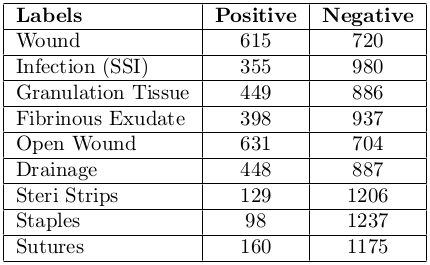 Labels Positive Negative
Wound 615 720
Infection (SSI) 355 980
Granulation Tissue 449 886
Fibrinous Exudate 398 937
Open Wound 631 704
Drainage 448 887
Steri Strips 129 1206
Staples 98 1237
Sutures 160 1175